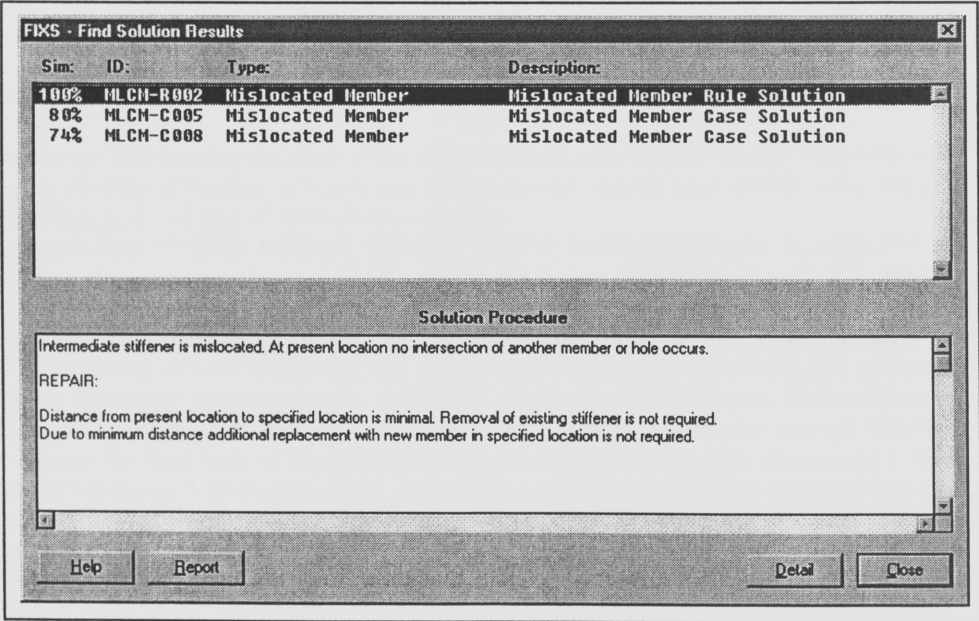 FIXS - Find Solution Results
Sim: ID: Type: Description:
100% MLCM-R002 Mislocated Member Mislocated Member Rule Solution
80% MLCM-C005 Mislocated Member Mislocated Member Case Solution
74% MLCM-C008 Mislocated Member Mislocated Member Case Solution
Solution Procedure
Intermediate stiffener is mislocated. At present location no intersection of another member or hole occurs.
REPAIR:
Distance from present location to specified location is minimal. Removal of existing stiffener is not required.
Due to minimum distance additional replacement with new member in specified location is not required.
Help Report Detail Close